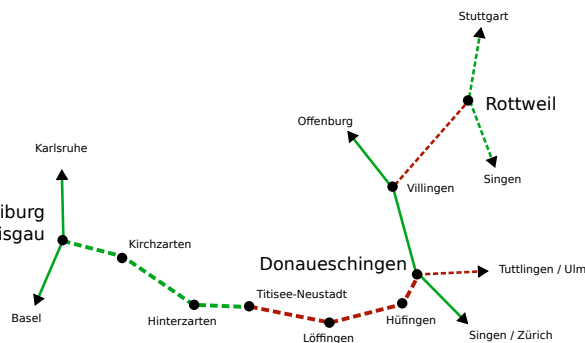 Stuttgart
Rottweil
Offenburg
Karlsruhe
Singen
Villingen
iburg
isgau
Kirchzarten
Donaueschingen
Tuttlingen / Ulm
Titisee-Neustadt
Basel
Hinterzarten
Hüfingen
Löffingen
Singen / Zürich